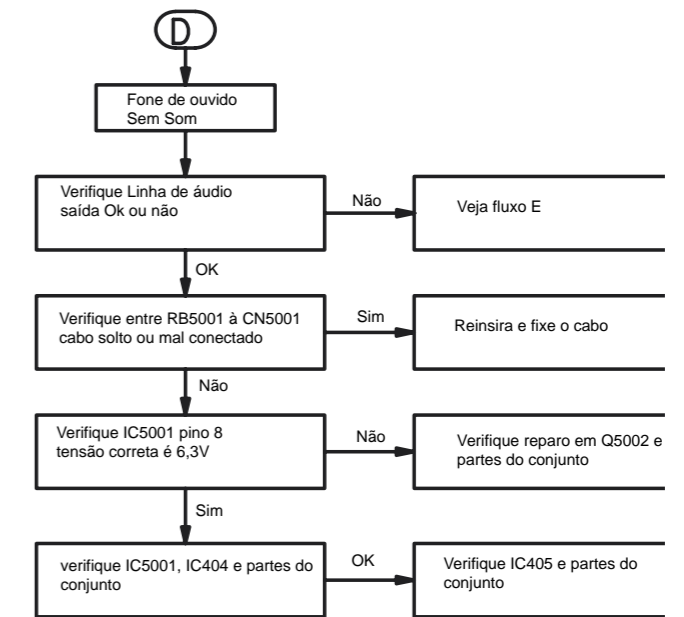 D
Fone de ouvido
Sem Som
Verifique Linha de áudio
saída Ok ou não
Não
Veja fluxo E
OK
Verifique entre RB5001 à CN5001
cabo solto ou mal conectado
Sim
Reinsira e fixe o cabo
Não
Verifique IC5001 pino 8
tensão correta é 6,3V
Não
Verifique reparo em Q5002 e
partes do conjunto
Sim
verifique IC5001, IC404 e partes do
conjunto
OK
Verifique IC405 e partes do
conjunto